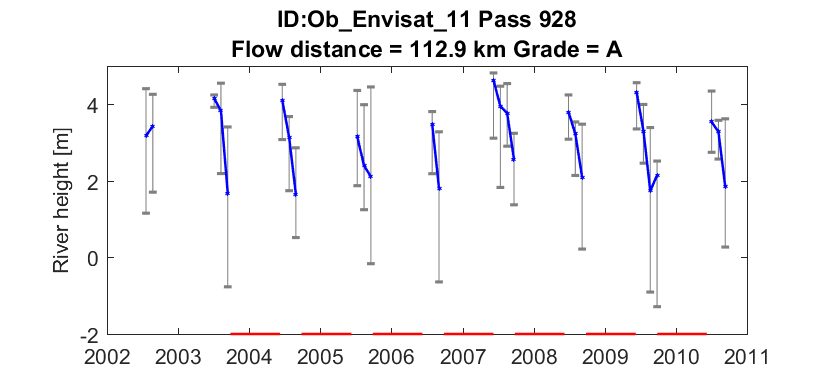 ID:Ob_Envisat_11 Pass 928
Flow distance = 112.9 km Grade = A
River height [m]
4
2
0
-2
2002 2003 2004 2005 2006 2007 2008 2009 2010 2011